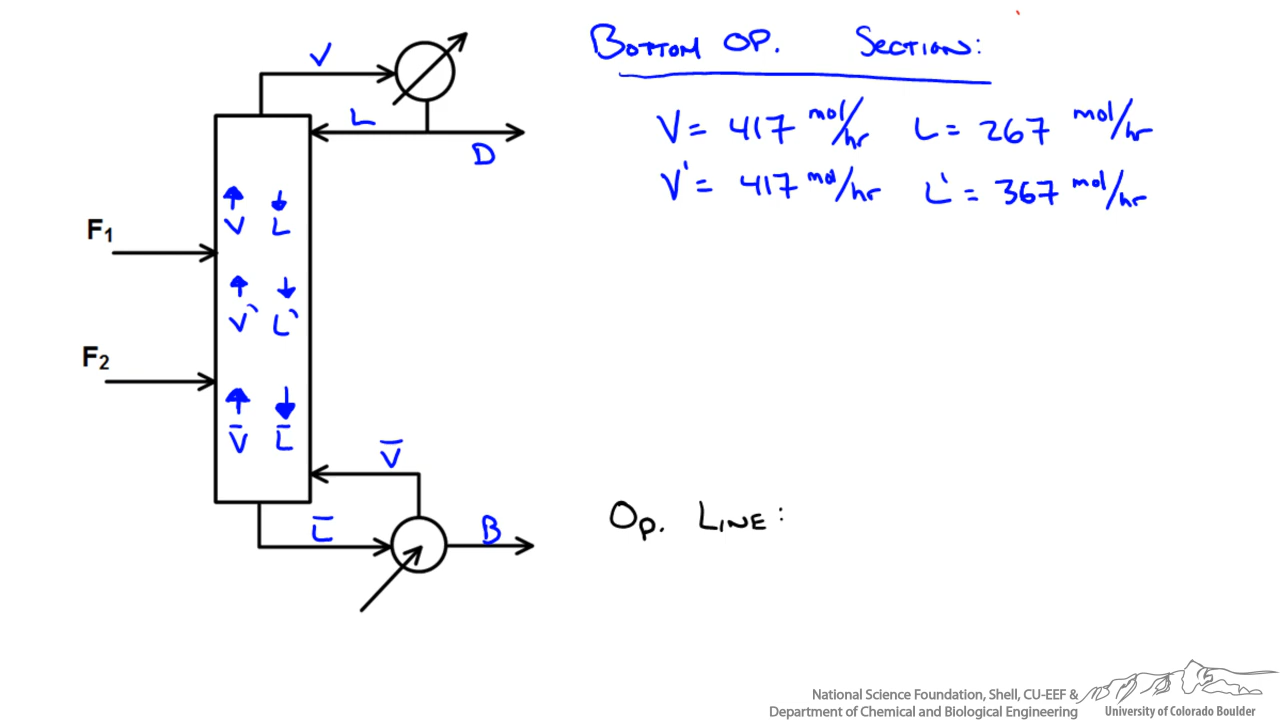 BOTTOM OP. SECTION:
V = 417 mol/hr L = 267 mol/hr
V' = 417 mol/hr L' = 367 mol/hr
V
L
D
V L
F₁
V' L'
F₂
V̅ L̅
V̅
L̅
B
OP. LINE:
National Science Foundation, Shell, CU-EEF &
Department of Chemical and Biological Engineering
University of Colorado Boulder